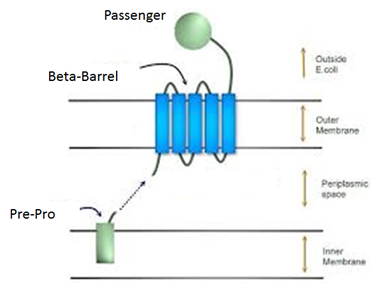 Passenger
Outside
E.coli
Beta-Barrel
Outer
Membrane
Periplasmic
space
Pre-Pro
Inner
Membrane